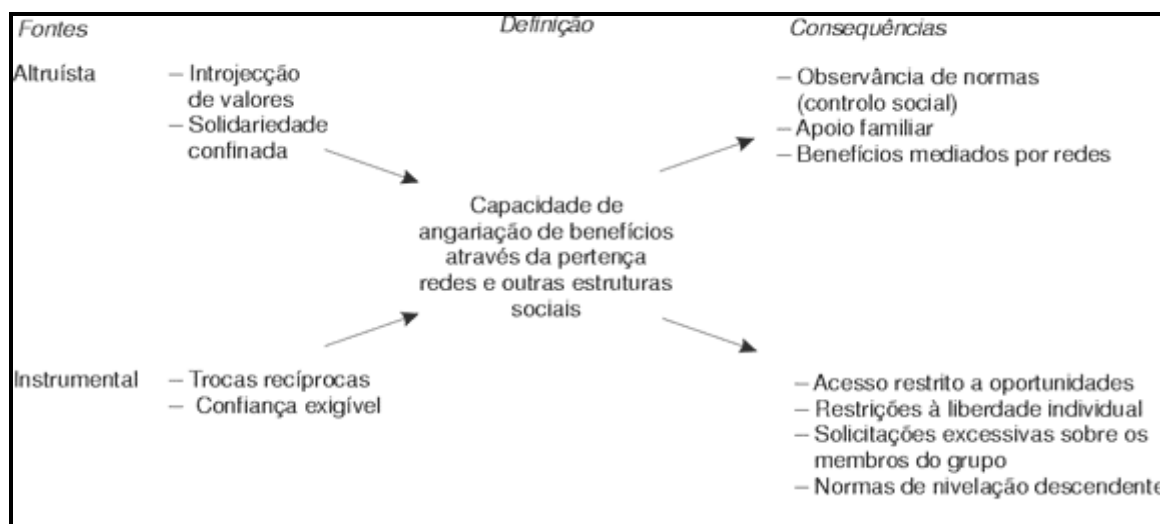 Fontes
Definição
Consequências
Altruísta
– Introjecção
de valores
– Solidariedade
confinada
– Observância de normas
(controlo social)
– Apoio familiar
– Benefícios mediados por redes
Capacidade de
angariação de benefícios
através da pertença
redes e outras estruturas
sociais
Instrumental
– Trocas recíprocas
– Confiança exigível
– Acesso restrito a oportunidades
– Restrições à liberdade individual
– Solicitações excessivas sobre os
membros do grupo
– Normas de nivelação descendente